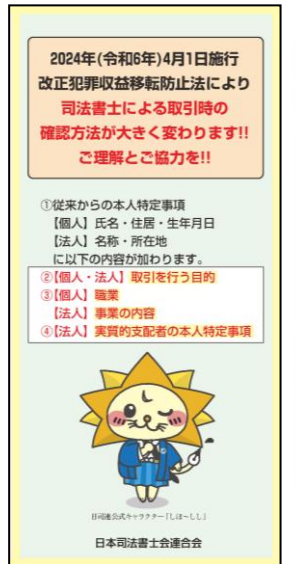 2024年(令和6年)4月1日施行
改正犯罪収益移転防止法により
司法書士による取引時の
確認方法が大きく変わります!!
ご理解とご協力を!!
①従来からの本人特定事項
【個人】氏名・住居・生年月日
【法人】名称・所在地
に以下の内容が加わります。
②【個人・法人】取引を行う目的
③【個人】職業
【法人】事業の内容
④【法人】実質的支配者の本人特定事項
日司連公式キャラクター「しほ〜しし」
日本司法書士会連合会